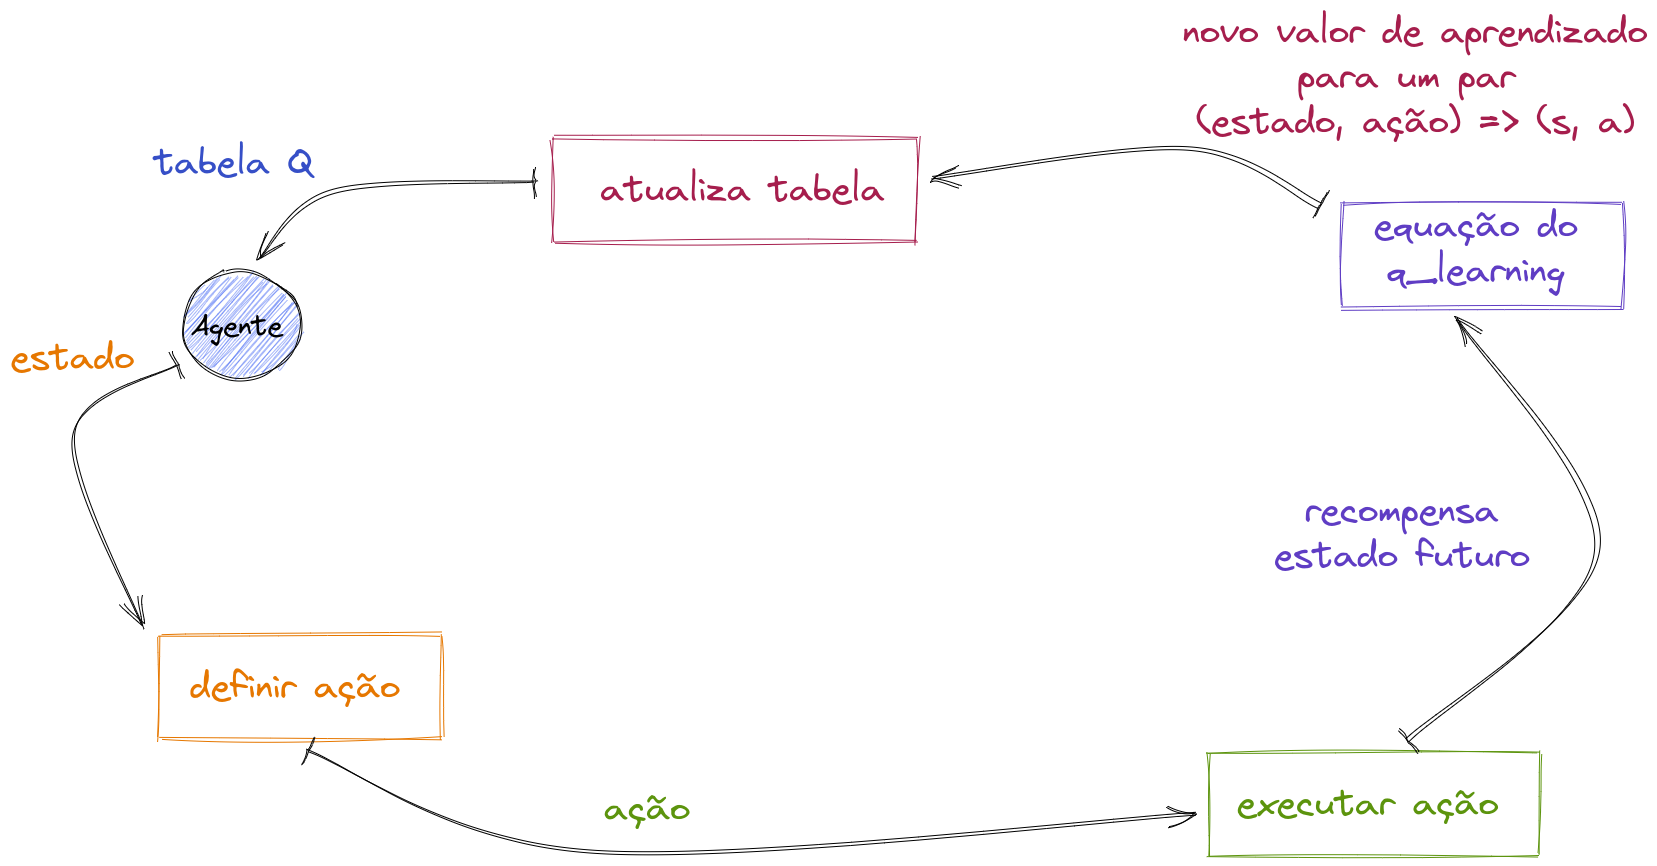 novo valor de aprendizado
para um par
(estado, ação) => (s, a)
tabela Q
atualiza tabela
equação do
q_learning
Agente
estado
recompensa
estado futuro
definir ação
ação
executar ação